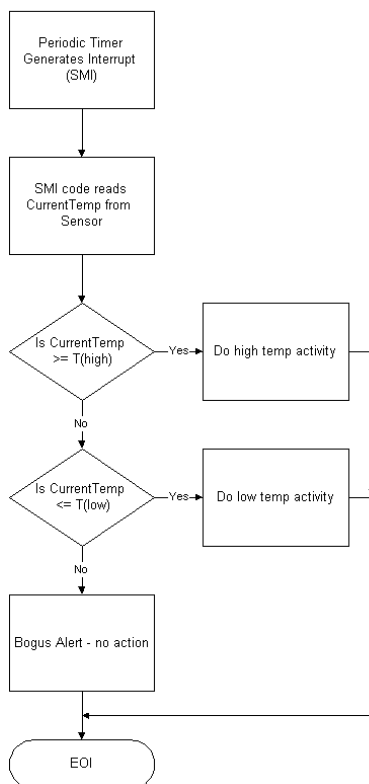 Periodic Timer
Generates Interrupt
(SMI)
SMI code reads
CurrentTemp from
Sensor
Is CurrentTemp
>= T(high)
Yes
Do high temp activity
No
Is CurrentTemp
<= T(low)
Yes
Do low temp activity
No
Bogus Alert - no action
EOI